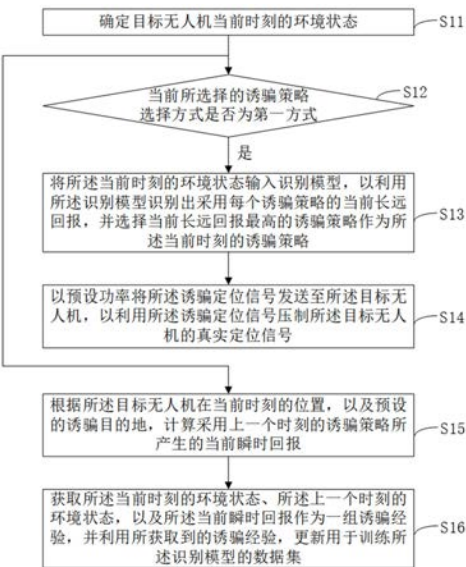 确定目标无人机当前时刻的环境状态
S11
当前所选择的诱骗策略
选择方式是否为第一方式
S12
是
将所述当前时刻的环境状态输入识别模型，以利用
所述识别模型识别出采用每个诱骗策略的当前长远
回报，并选择当前长远回报最高的诱骗策略作为所
述当前时刻的诱骗策略
S13
以预设功率将所述诱骗定位信号发送至所述目标无
人机，以利用所述诱骗定位信号压制所述目标无人
机的真实定位信号
S14
根据所述目标无人机在当前时刻的位置，以及预设
的诱骗目的地，计算采用上一个时刻的诱骗策略所
产生的当前瞬时回报
S15
获取所述当前时刻的环境状态、所述上一个时刻的
环境状态，以及所述当前瞬时回报作为一组诱骗经
验，并利用所获取到的诱骗经验，更新用于训练所
述识别模型的数据集
S16